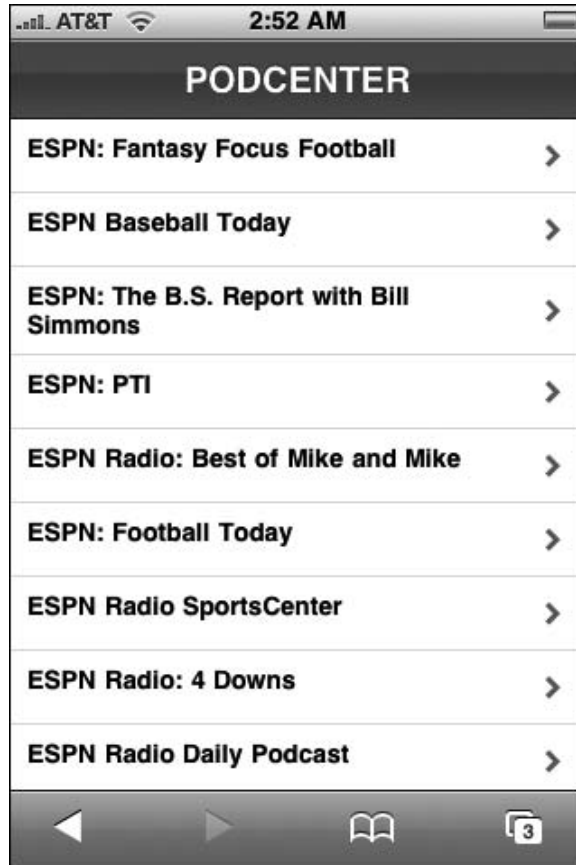 AT&T 2:52 AM
PODCENTER
ESPN: Fantasy Focus Football
ESPN Baseball Today
ESPN: The B.S. Report with Bill
Simmons
ESPN: PTI
ESPN Radio: Best of Mike and Mike
ESPN: Football Today
ESPN Radio SportsCenter
ESPN Radio: 4 Downs
ESPN Radio Daily Podcast
3